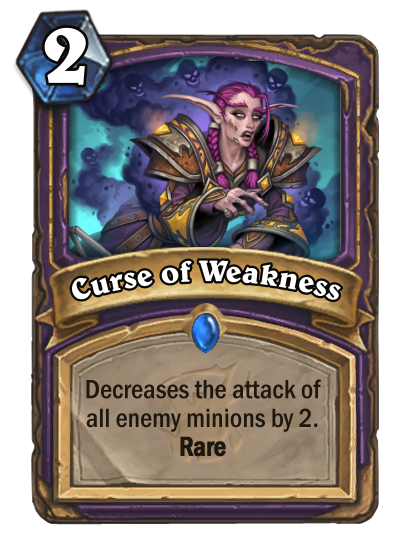 2
Curse of Weakness
Decreases the attack of
all enemy minions by 2.
Rare